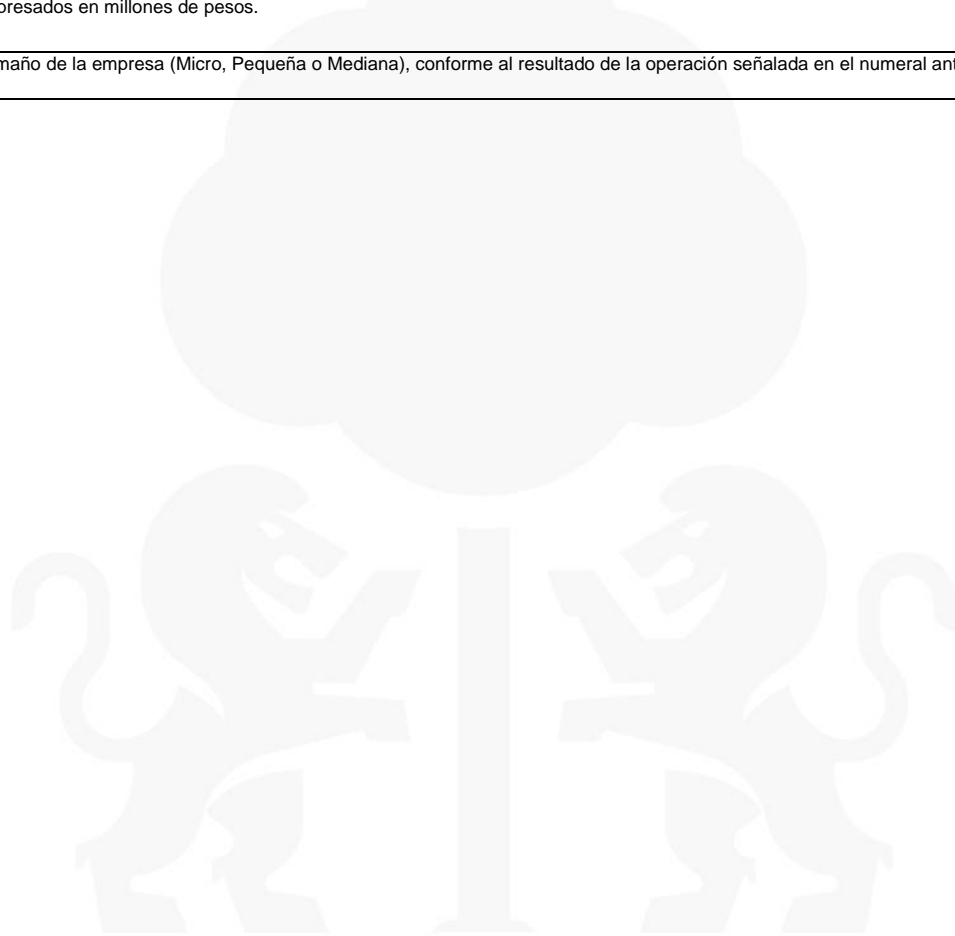 presados en millones de pesos.
maño de la empresa (Micro, Pequeña o Mediana), conforme al resultado de la operación señalada en el numeral ant